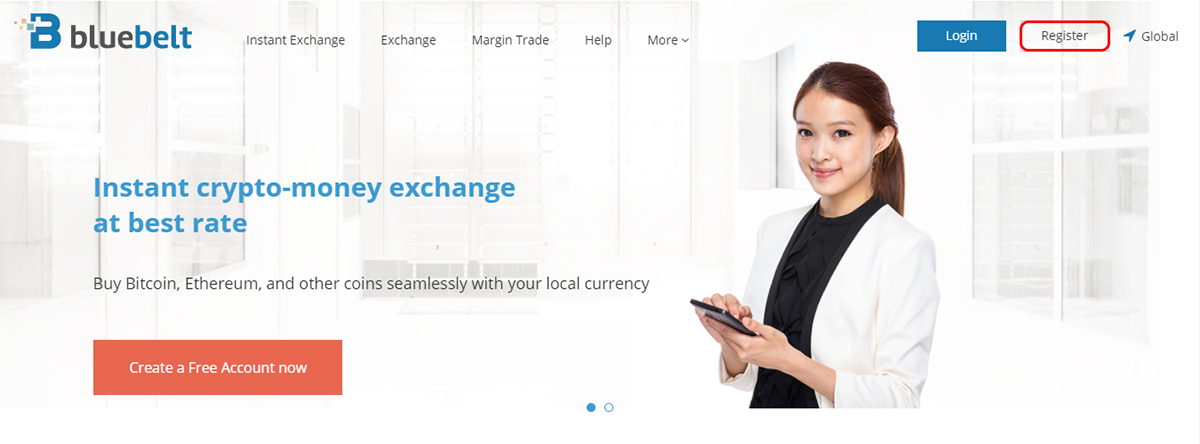 bluebelt
Instant Exchange
Exchange
Margin Trade
Help
More
Login
Register
Global
Instant crypto-money exchange
at best rate
Buy Bitcoin, Ethereum, and other coins seamlessly with your local currency
Create a Free Account now